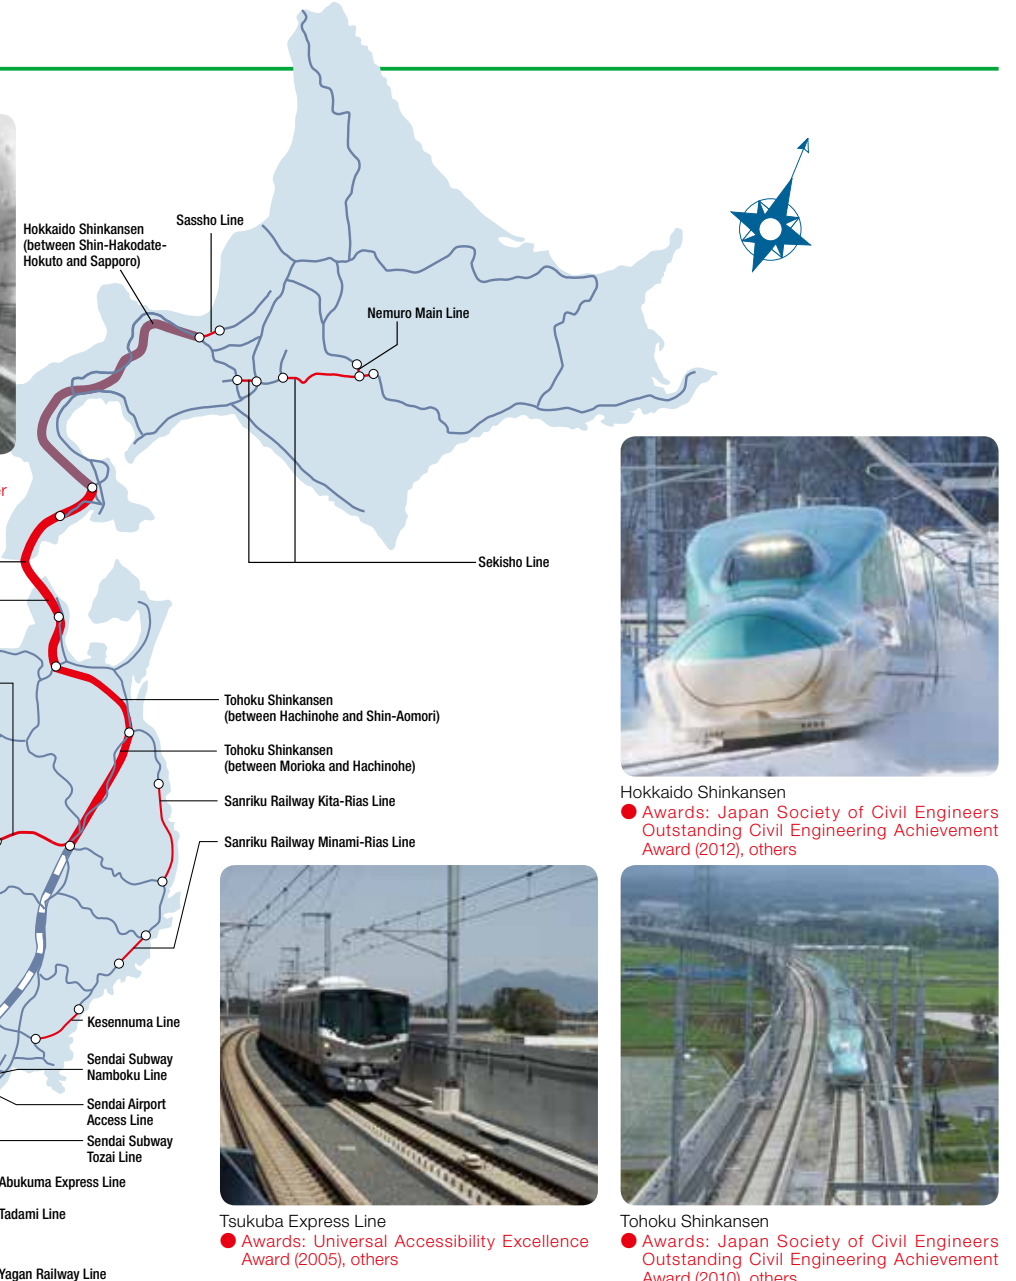 Hokkaido Shinkansen
(between Shin-Hakodate-
Hokuto and Sapporo)
Sassho Line
Nemuro Main Line
Sekisho Line
Tohoku Shinkansen
(between Hachinohe and Shin-Aomori)
Tohoku Shinkansen
(between Morioka and Hachinohe)
Sanriku Railway Kita-Rias Line
Sanriku Railway Minami-Rias Line
Kesennuma Line
Sendai Subway
Namboku Line
Sendai Airport
Access Line
Sendai Subway
Tozai Line
Abukuma Express Line
Tadami Line
Yagan Railway Line
Hokkaido Shinkansen
● Awards: Japan Society of Civil Engineers
Outstanding Civil Engineering Achievement
Award (2012), others
Tsukuba Express Line
● Awards: Universal Accessibility Excellence
Award (2005), others
Tohoku Shinkansen
● Awards: Japan Society of Civil Engineers
Outstanding Civil Engineering Achievement
Award (2010), others